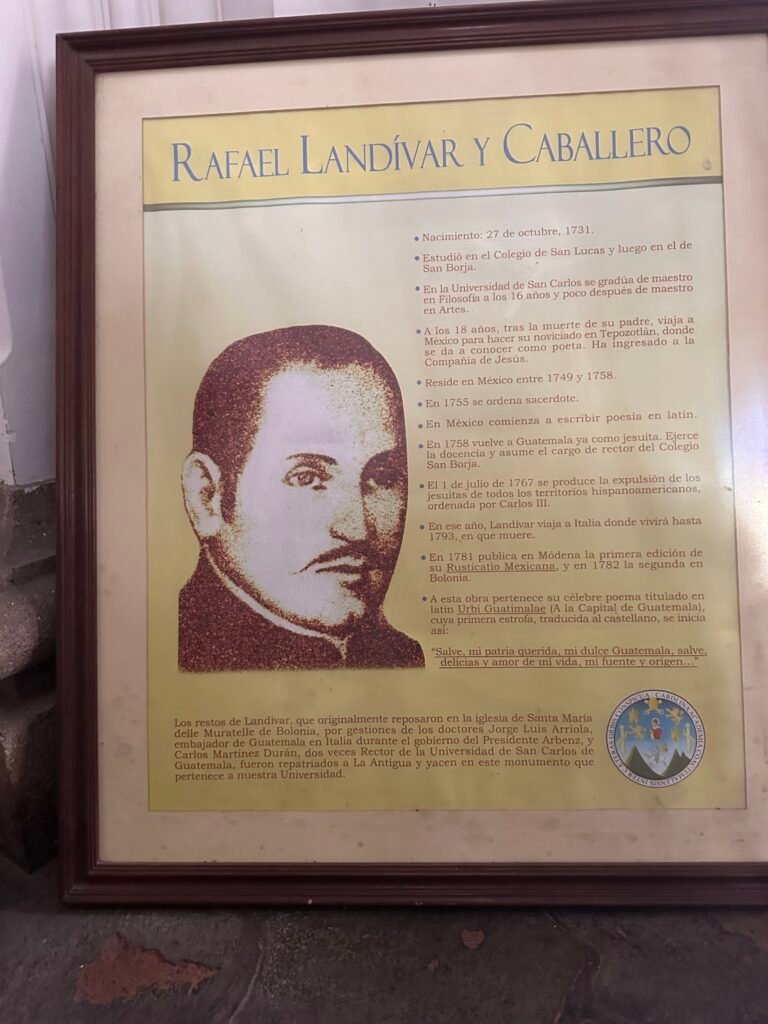 RAFAEL LANDÍVAR Y CABALLERO
• Nacimiento: 27 de octubre, 1731.
• Estudió en el Colegio de San Lucas y luego en el de
San Borja.
• En la Universidad de San Carlos se gradúa de maestro
en Filosofía a los 16 años y poco después de maestro
en Artes.
• A los 18 años, tras la muerte de su padre, viaja a
México para hacer su noviciado en Tepozotlán, donde
se da a conocer como poeta. Ha ingresado a la
Compañía de Jesús.
• Reside en México entre 1749 y 1758.
• En 1755 se ordena sacerdote.
• En México comienza a escribir poesía en latín.
• En 1758 vuelve a Guatemala ya como jesuita. Ejerce
la docencia y asume el cargo de rector del Colegio
San Borja.
• El 1 de julio de 1767 se produce la expulsión de los
jesuitas de todos los territorios hispanoamericanos,
ordenada por Carlos III.
• En ese año, Landívar viaja a Italia donde vivirá hasta
1793, en que muere.
• En 1781 publica en Módena la primera edición de
su Rusticatio Mexicana, y en 1782 la segunda en
Bolonia.
• A esta obra pertenece su célebre poema titulado en
latín Urbi Guatimalae (A la Capital de Guatemala),
cuya primera estrofa, traducida al castellano, se inicia
así:
"Salve, mi patria querida, mi dulce Guatemala, salve,
delicias y amor de mi vida, mi fuente y origen..."
Los restos de Landívar, que originalmente reposaron en la iglesia de Santa Maria
delle Muratelle de Bolonia, por gestiones de los doctores Jorge Luis Arriola,
embajador de Guatemala en Italia durante el gobierno del Presidente Arbenz, y
Carlos Martínez Durán, dos veces Rector de la Universidad de San Carlos de
Guatemala, fueron repatriados a La Antigua y yacen en este monumento que
pertenece a nuestra Universidad.
CAROLINA ACADEMIA COACTEMALENSIS INTER CAETERAS ORBIS CONSPICUA